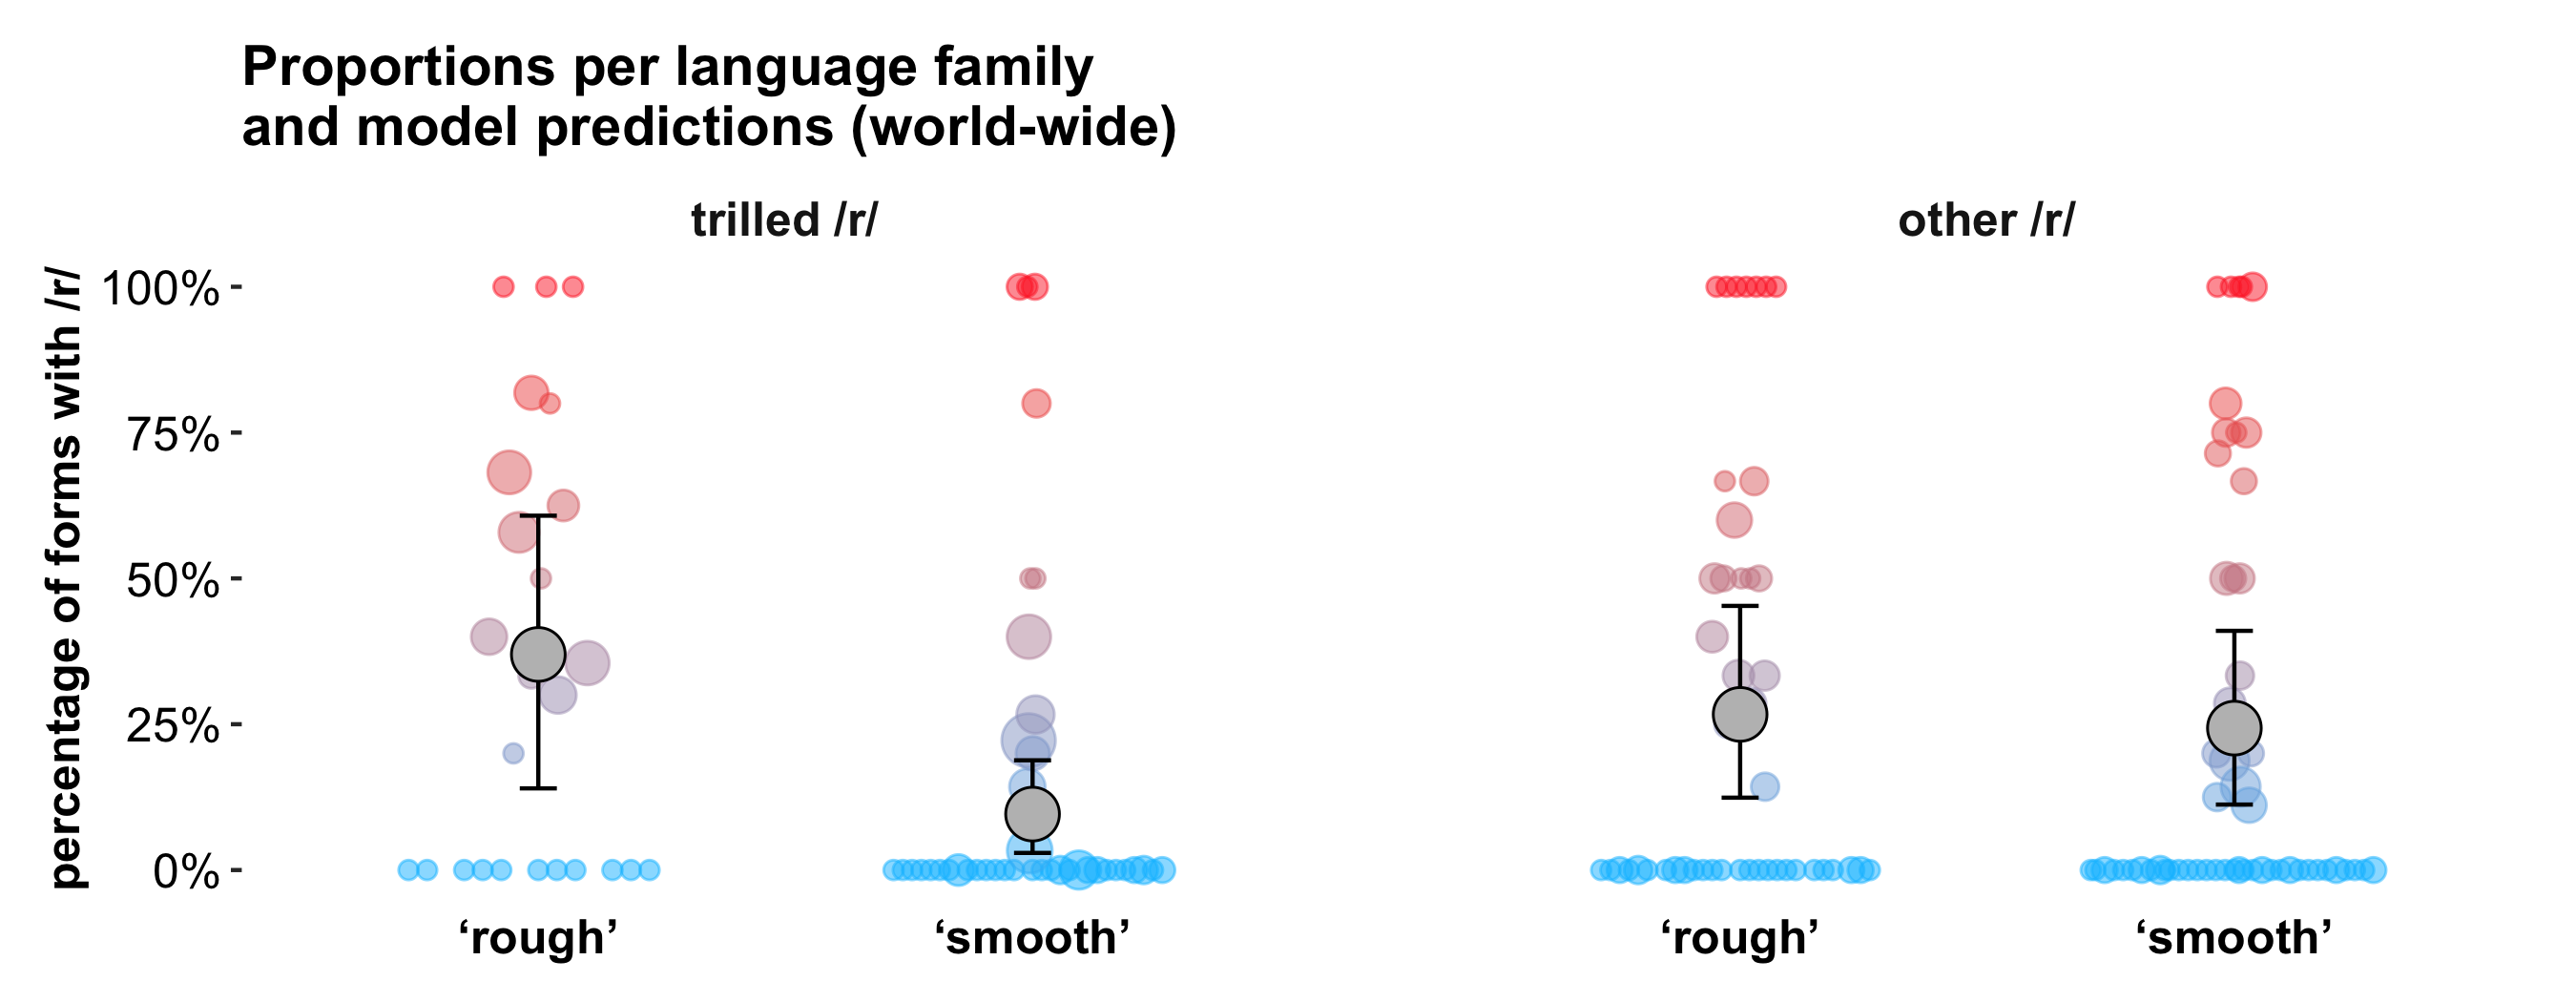 Proportions per language family
and model predictions (world-wide)
trilled /r/
other /r/
percentage of forms with /r/
100%
75%
50%
25%
0%
‘rough’
‘smooth’
‘rough’
‘smooth’